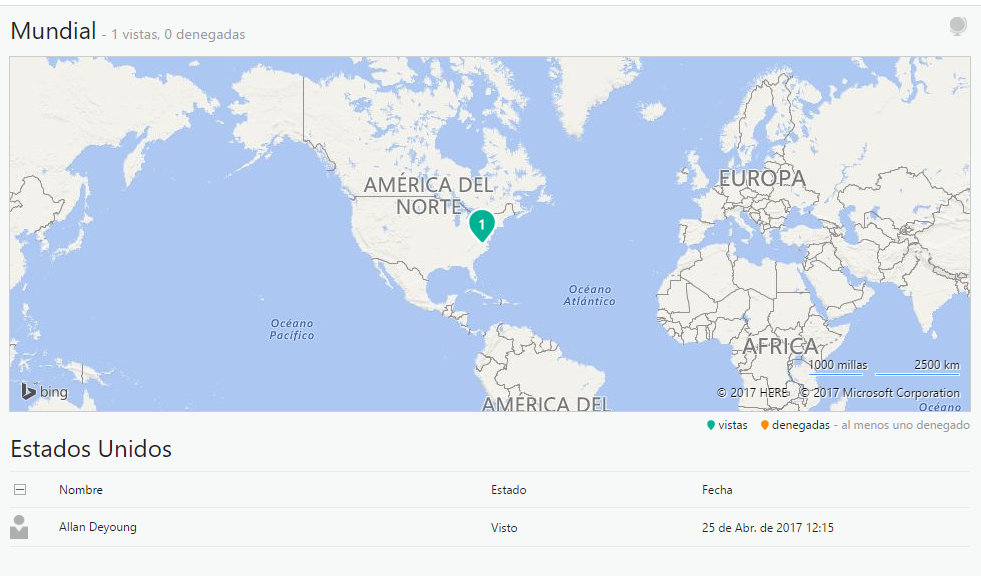 Mundial - 1 vistas, 0 denegadas
AMÉRICA DEL
NORTE
1
EUROPA
Océano
Atlántico
Océano
Pacífico
ÁFRICA
1000 millas 2500 km
bing
© 2017 HERE © 2017 Microsoft Corporation
AMÉRICA DEL
Océano
vistas denegadas - al menos uno denegado
Estados Unidos
Nombre Estado Fecha
Allan Deyoung Visto 25 de Abr. de 2017 12:15